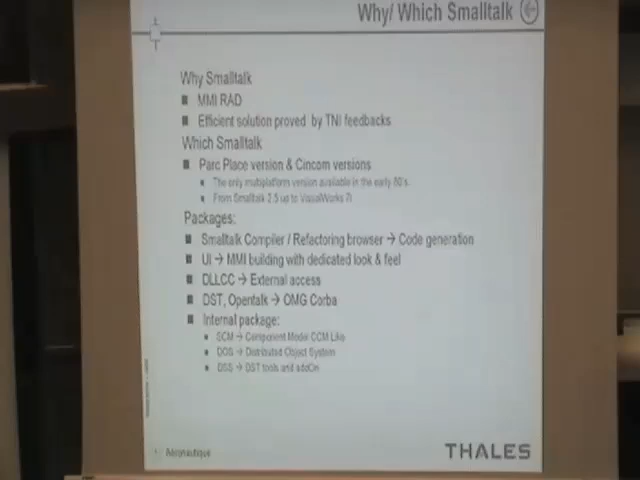 Why/ Which Smalltalk
Why Smalltalk
MMI RAD
Efficient solution proved by TNI feedbacks
Which Smalltalk
Parc Place version & Cincom versions
The only multiplatform version available in the early 80's
From Smalltalk 2.5 up to VisualWorks 7i
Packages:
Smalltalk Compiler / Refactoring browser → Code generation
UI → MMI building with dedicated look & feel
DLLCC → External access
DST, Opentalk → OMG Corba
Internal package:
SCM → Component Model CCM Like
DOS → Distributed Object System
DSS → DST tools and addOn
Aéronautique
THALES